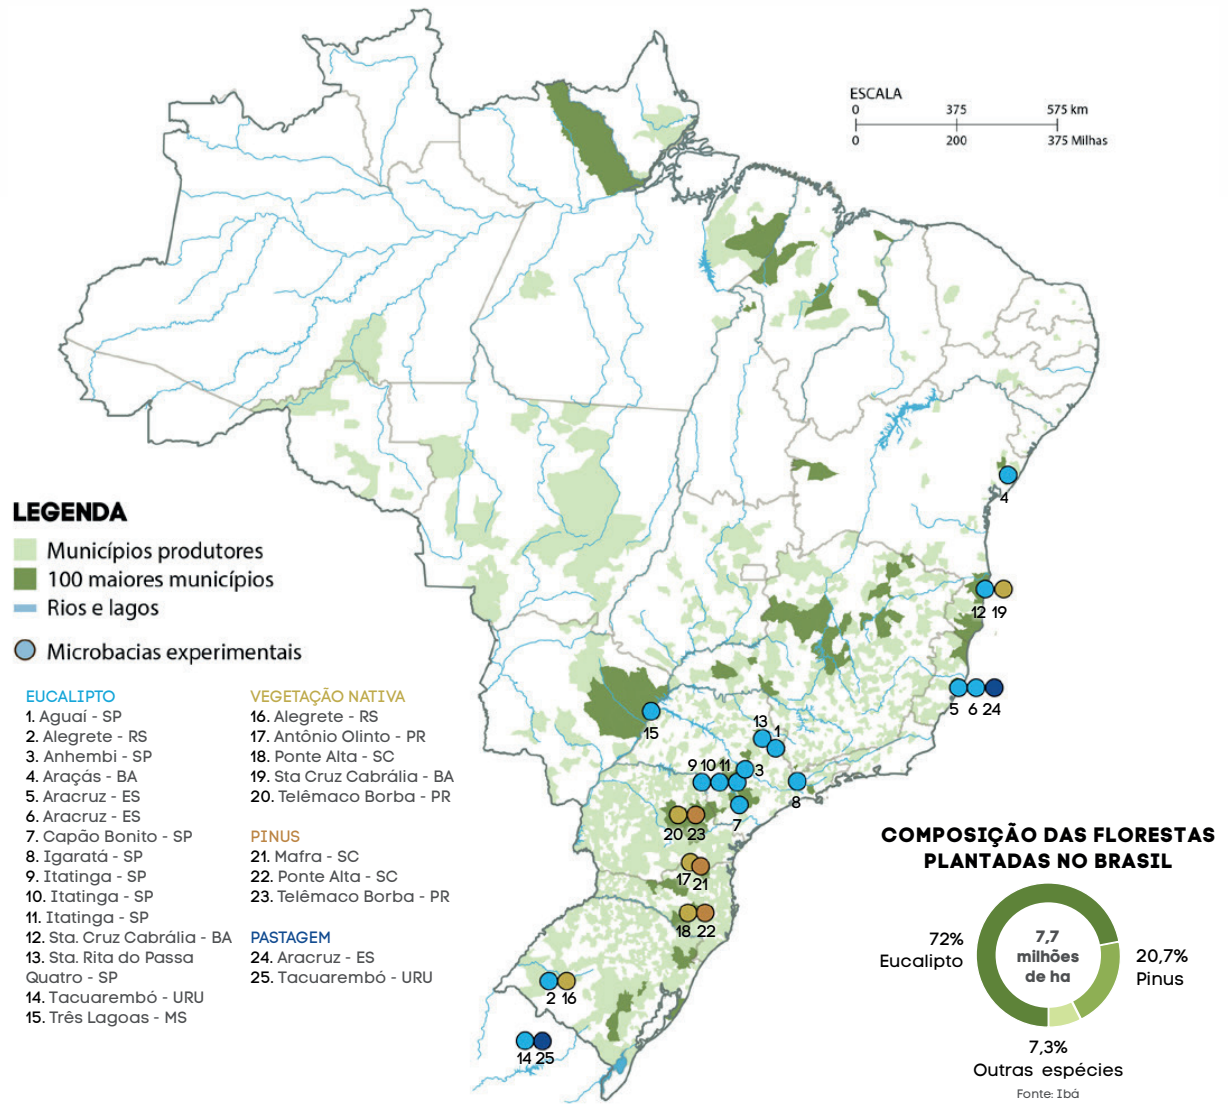 ESCALA
0 375 575 km
0 200 375 Milhas
LEGENDA
Municípios produtores
100 maiores municípios
Rios e lagos
Microbacias experimentais
EUCALIPTO
1. Aguaí - SP
2. Alegrete - RS
3. Anhembi - SP
4. Araçás - BA
5. Aracruz - ES
6. Aracruz - ES
7. Capão Bonito - SP
8. Igaratá - SP
9. Itatinga - SP
10. Itatinga - SP
11. Itatinga - SP
12. Sta. Cruz Cabrália - BA
13. Sta. Rita do Passa
Quatro - SP
14. Tacuarembó - URU
15. Três Lagoas - MS
VEGETAÇÃO NATIVA
16. Alegrete - RS
17. Antônio Olinto - PR
18. Ponte Alta - SC
19. Sta Cruz Cabrália - BA
20. Telêmaco Borba - PR
PINUS
21. Mafra - SC
22. Ponte Alta - SC
23. Telêmaco Borba - PR
PASTAGEM
24. Aracruz - ES
25. Tacuarembó - URU
4
12 19
5 6 24
15
13
1
9 10 11
3
8
7
20 23
17
21
18 22
2 16
14 25
COMPOSIÇÃO DAS FLORESTAS
PLANTADAS NO BRASIL
72%
Eucalipto
7,7
milhões
de ha
20,7%
Pinus
7,3%
Outras espécies
Fonte: Ibá